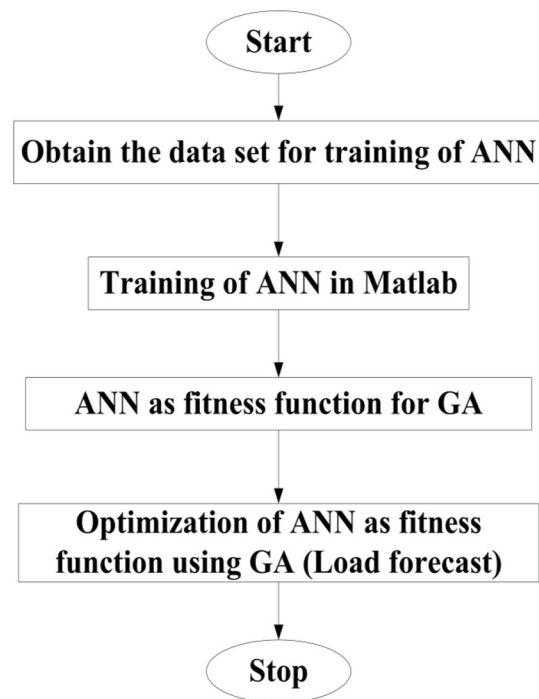 Start
Obtain the data set for training of ANN
Training of ANN in Matlab
ANN as fitness function for GA
Optimization of ANN as fitness
function using GA (Load forecast)
Stop